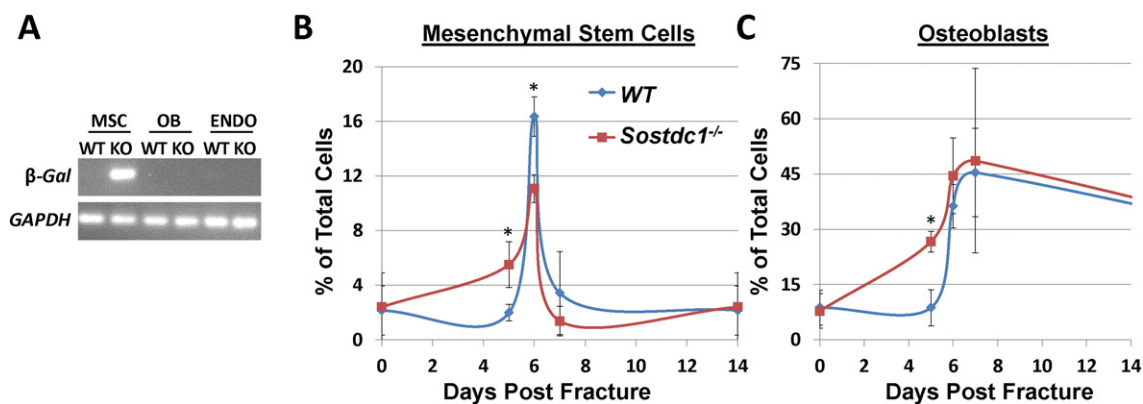 A
MSC OB ENDO
WT KO WT KO WT KO
β-Gal
GAPDH
B
Mesenchymal Stem Cells
% of Total Cells
20
16
12
8
4
0
*
*
WT
Sostdc1-/-
0 2 4 6 8 10 12 14
Days Post Fracture
C
Osteoblasts
% of Total Cells
75
60
45
30
15
0
*
0 2 4 6 8 10 12 14
Days Post Fracture